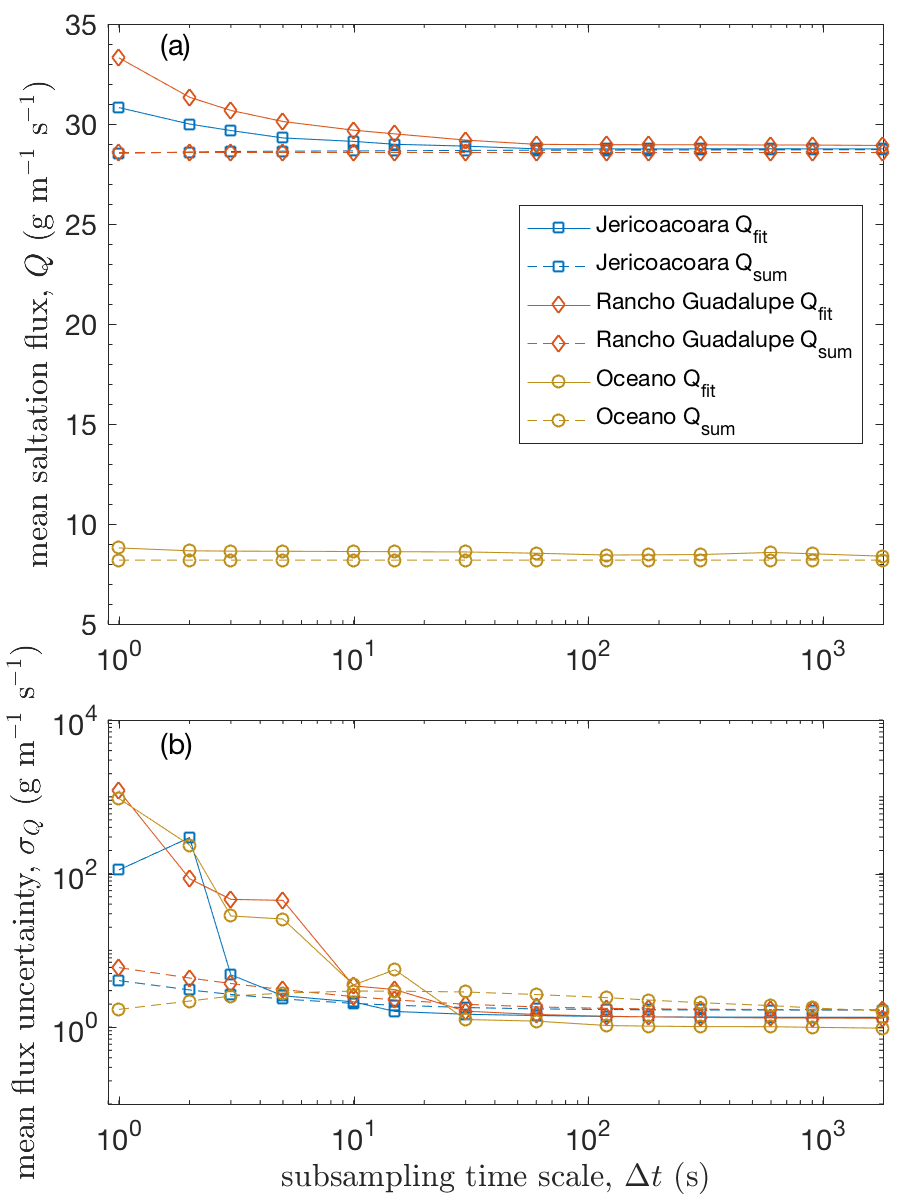 35
(a)
30
25
20
15
10
5
mean saltation flux, Q (g m⁻¹ s⁻¹)
Jericoacoara Q_fit
Jericoacoara Q_sum
Rancho Guadalupe Q_fit
Rancho Guadalupe Q_sum
Oceano Q_fit
Oceano Q_sum
10⁰ 10¹ 10² 10³
10⁴
(b)
10²
10⁰
mean flux uncertainty, σ_Q (g m⁻¹ s⁻¹)
10⁰ 10¹ 10² 10³
subsampling time scale, Δt (s)